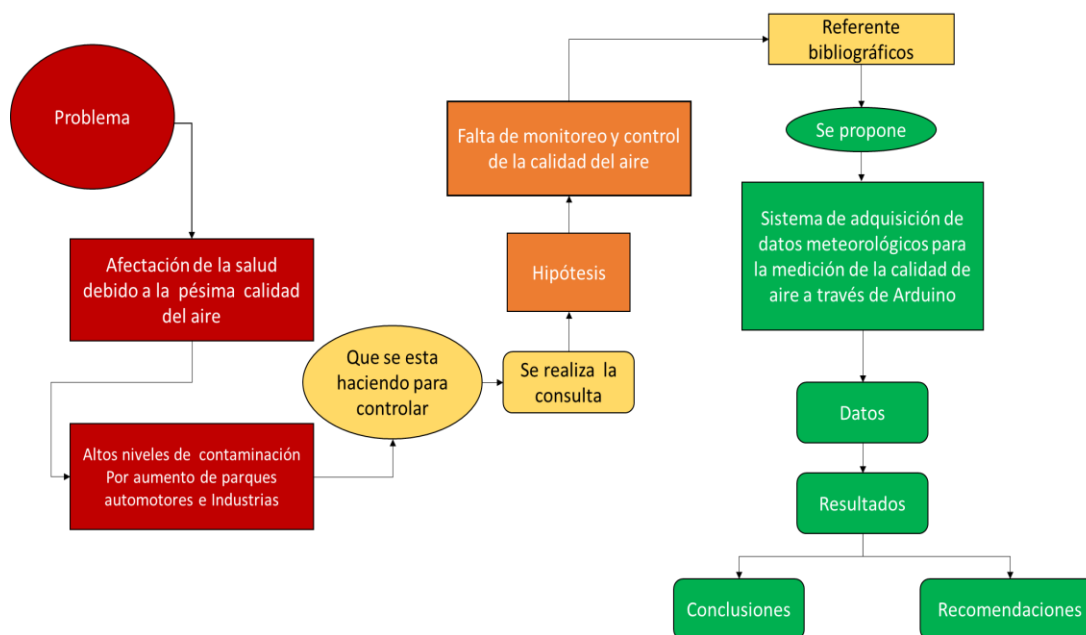 Problema
Afectación de la salud
debido a la pésima calidad
del aire
Altos niveles de contaminación
Por aumento de parques
automotores e Industrias
Que se esta
haciendo para
controlar
Se realiza la
consulta
Hipótesis
Falta de monitoreo y control
de la calidad del aire
Referente
bibliográficos
Se propone
Sistema de adquisición de
datos meteorológicos para
la medición de la calidad de
aire a través de Arduino
Datos
Resultados
Conclusiones
Recomendaciones